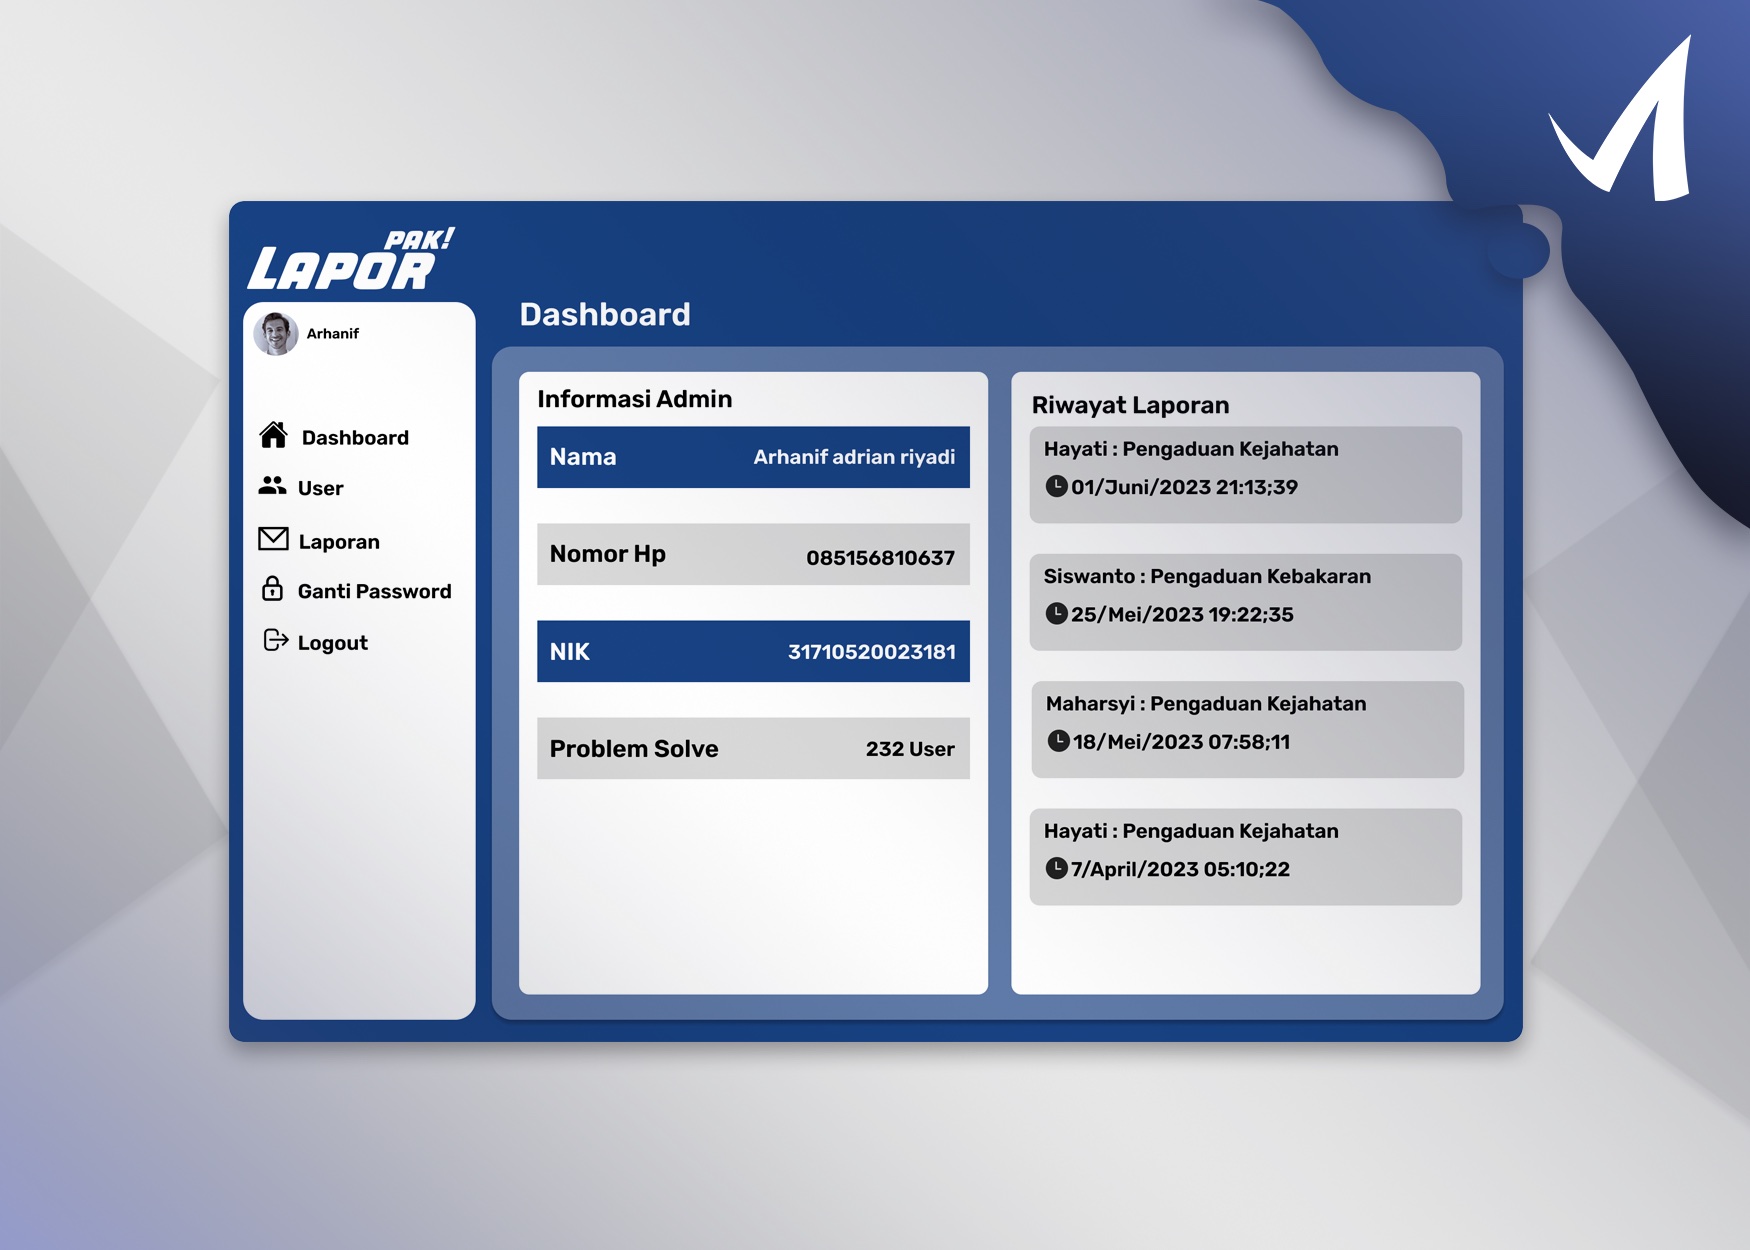 PAK!
LAPOR
Arhanif
Dashboard
User
Laporan
Ganti Password
Logout
Dashboard
Informasi Admin
Nama Arhanif adrian riyadi
Nomor Hp 085156810637
NIK 31710520023181
Problem Solve 232 User
Riwayat Laporan
Hayati : Pengaduan Kejahatan
01/Juni/2023 21:13;39
Siswanto : Pengaduan Kebakaran
25/Mei/2023 19:22;35
Maharsyi : Pengaduan Kejahatan
18/Mei/2023 07:58;11
Hayati : Pengaduan Kejahatan
7/April/2023 05:10;22